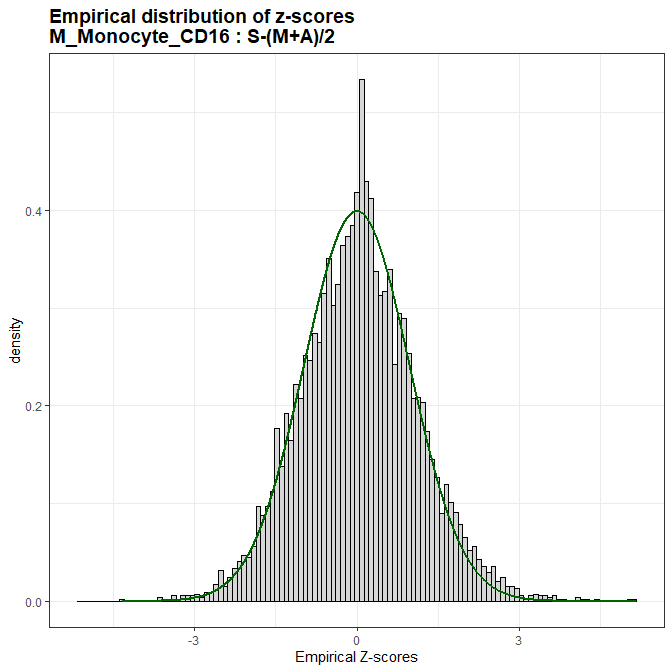 Empirical distribution of z-scores
M_Monocyte_CD16 : S-(M+A)/2
density
0.4
0.2
0.0
-3
0
3
Empirical Z-scores